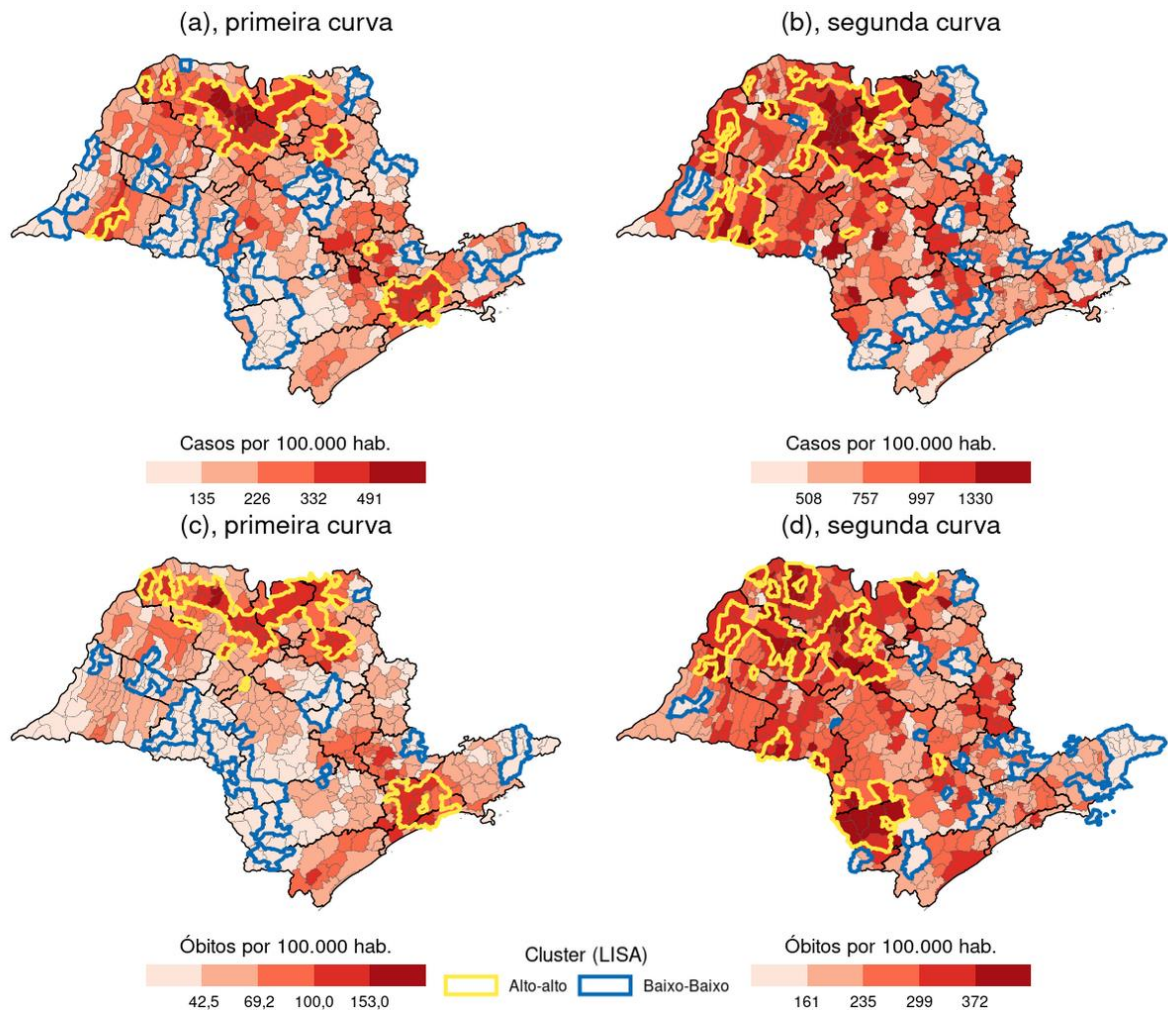 (a), primeira curva
(b), segunda curva
Casos por 100.000 hab.
135 226 332 491
Casos por 100.000 hab.
508 757 997 1330
(c), primeira curva
(d), segunda curva
Óbitos por 100.000 hab.
42,5 69,2 100,0 153,0
Cluster (LISA)
Alto-alto Baixo-Baixo
Óbitos por 100.000 hab.
161 235 299 372